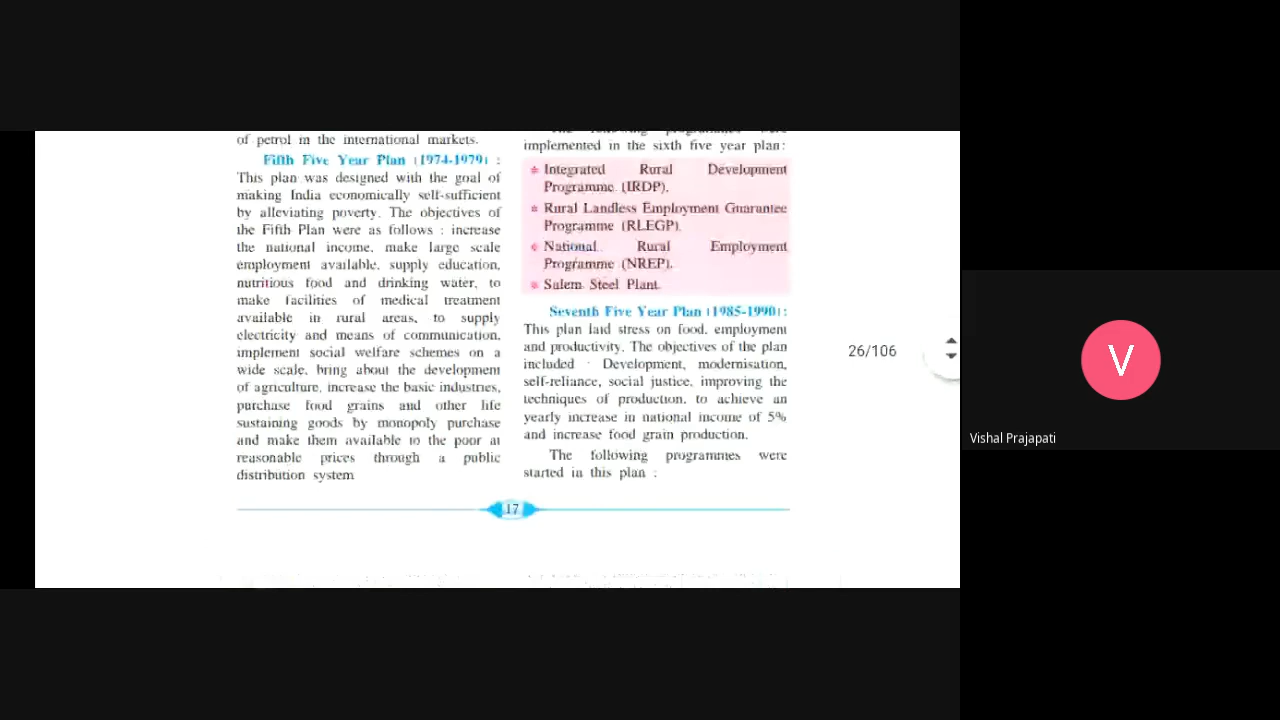 of petrol in the international markets.
Fifth Five Year Plan (1974-1979) :
This plan was designed with the goal of
making India economically self-sufficient
by alleviating poverty. The objectives of
the Fifth Plan were as follows : increase
the national income, make large scale
employment available, supply education,
nutritious food and drinking water, to
make facilities of medical treatment
available in rural areas, to supply
electricity and means of communication,
implement social welfare schemes on a
wide scale, bring about the development
of agriculture, increase the basic industries,
purchase food grains and other life
sustaining goods by monopoly purchase
and make them available to the poor at
reasonable prices through a public
distribution system
The following programmes were
implemented in the sixth five year plan:
Integrated Rural Development
Programme (IRDP).
Rural Landless Employment Guarantee
Programme (RLEGP).
National Rural Employment
Programme (NREP).
Salem Steel Plant.
Seventh Five Year Plan (1985-1990):
This plan laid stress on food, employment
and productivity. The objectives of the plan
included : Development, modernisation,
self-reliance, social justice, improving the
techniques of production, to achieve an
yearly increase in national income of 5%
and increase food grain production.
The following programmes were
started in this plan :
17
26/106
V
Vishal Prajapati